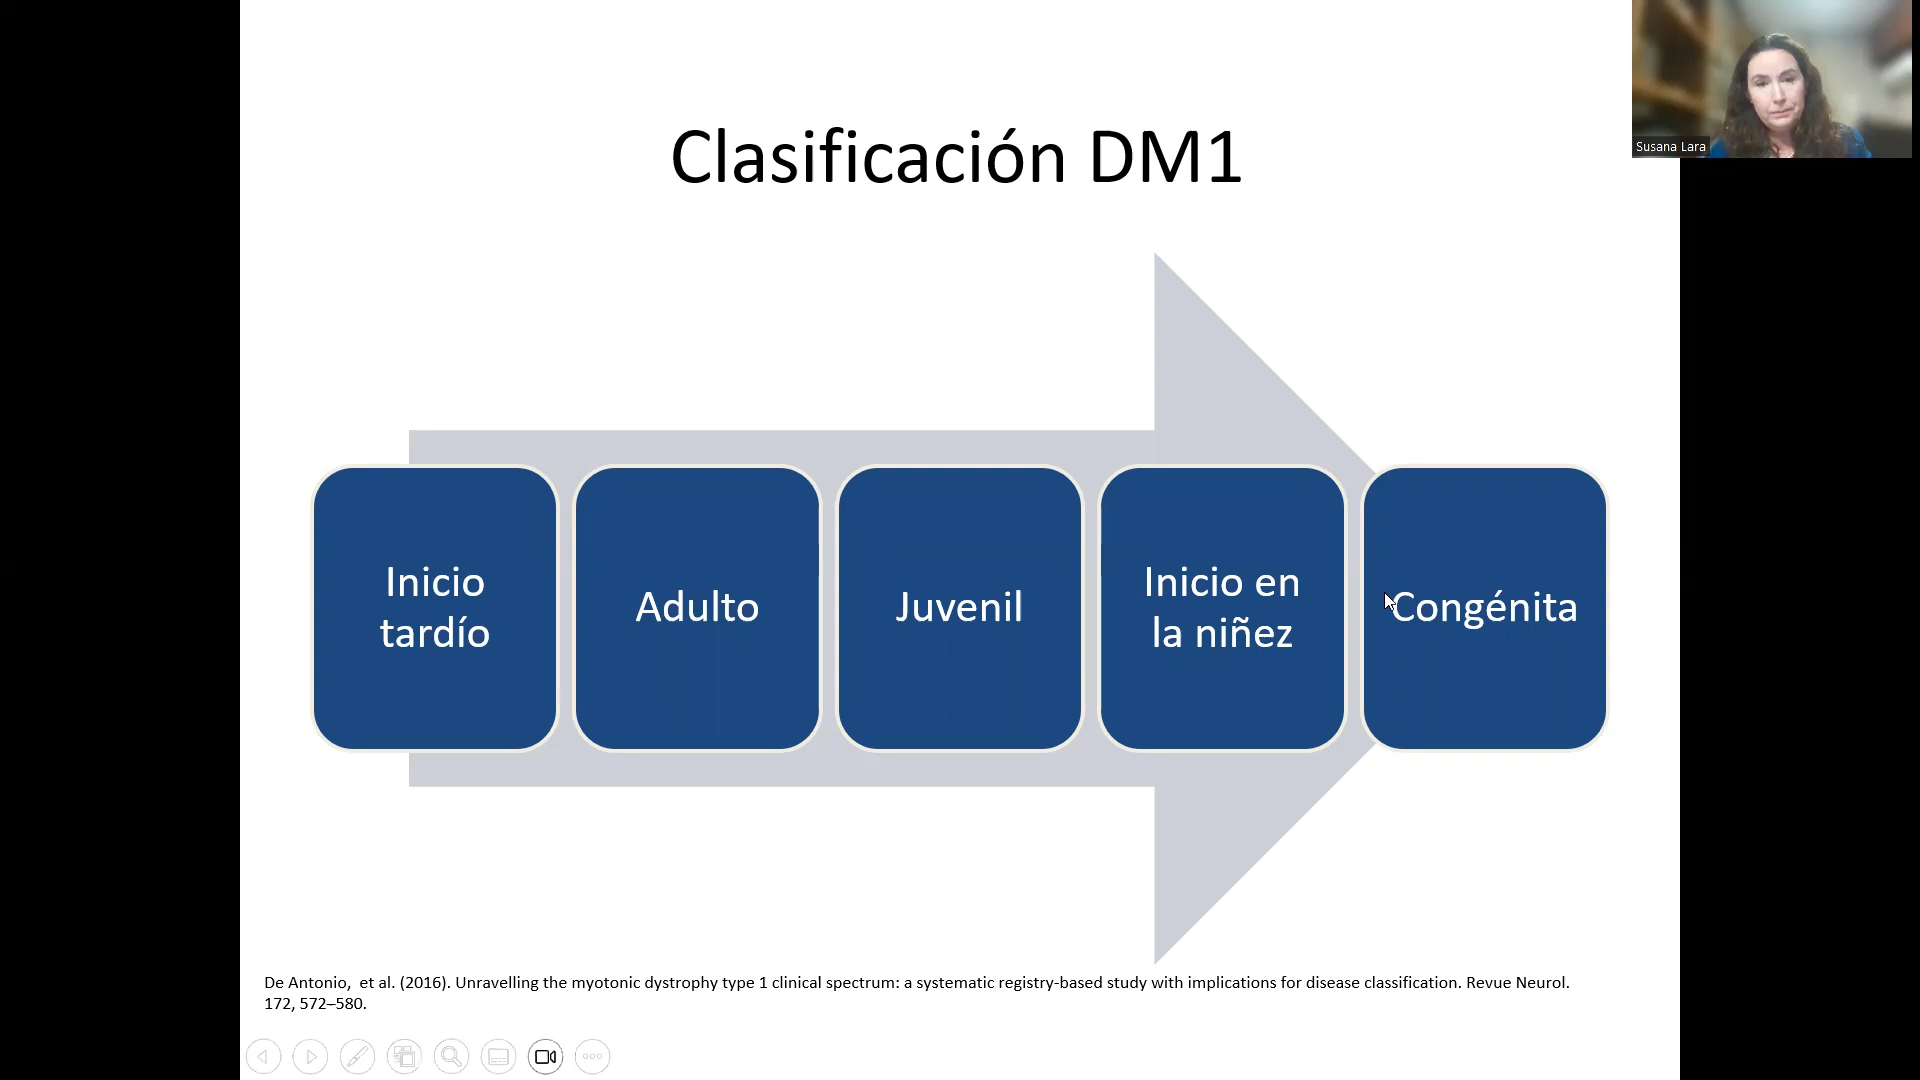 Clasificación DM1
Susana Lara
Inicio
tardío
Adulto
Juvenil
Inicio en
la niñez
Congénita
De Antonio, et al. (2016). Unravelling the myotonic dystrophy type 1 clinical spectrum: a systematic registry-based study with implications for disease classification. Revue Neurol.
172, 572–580.